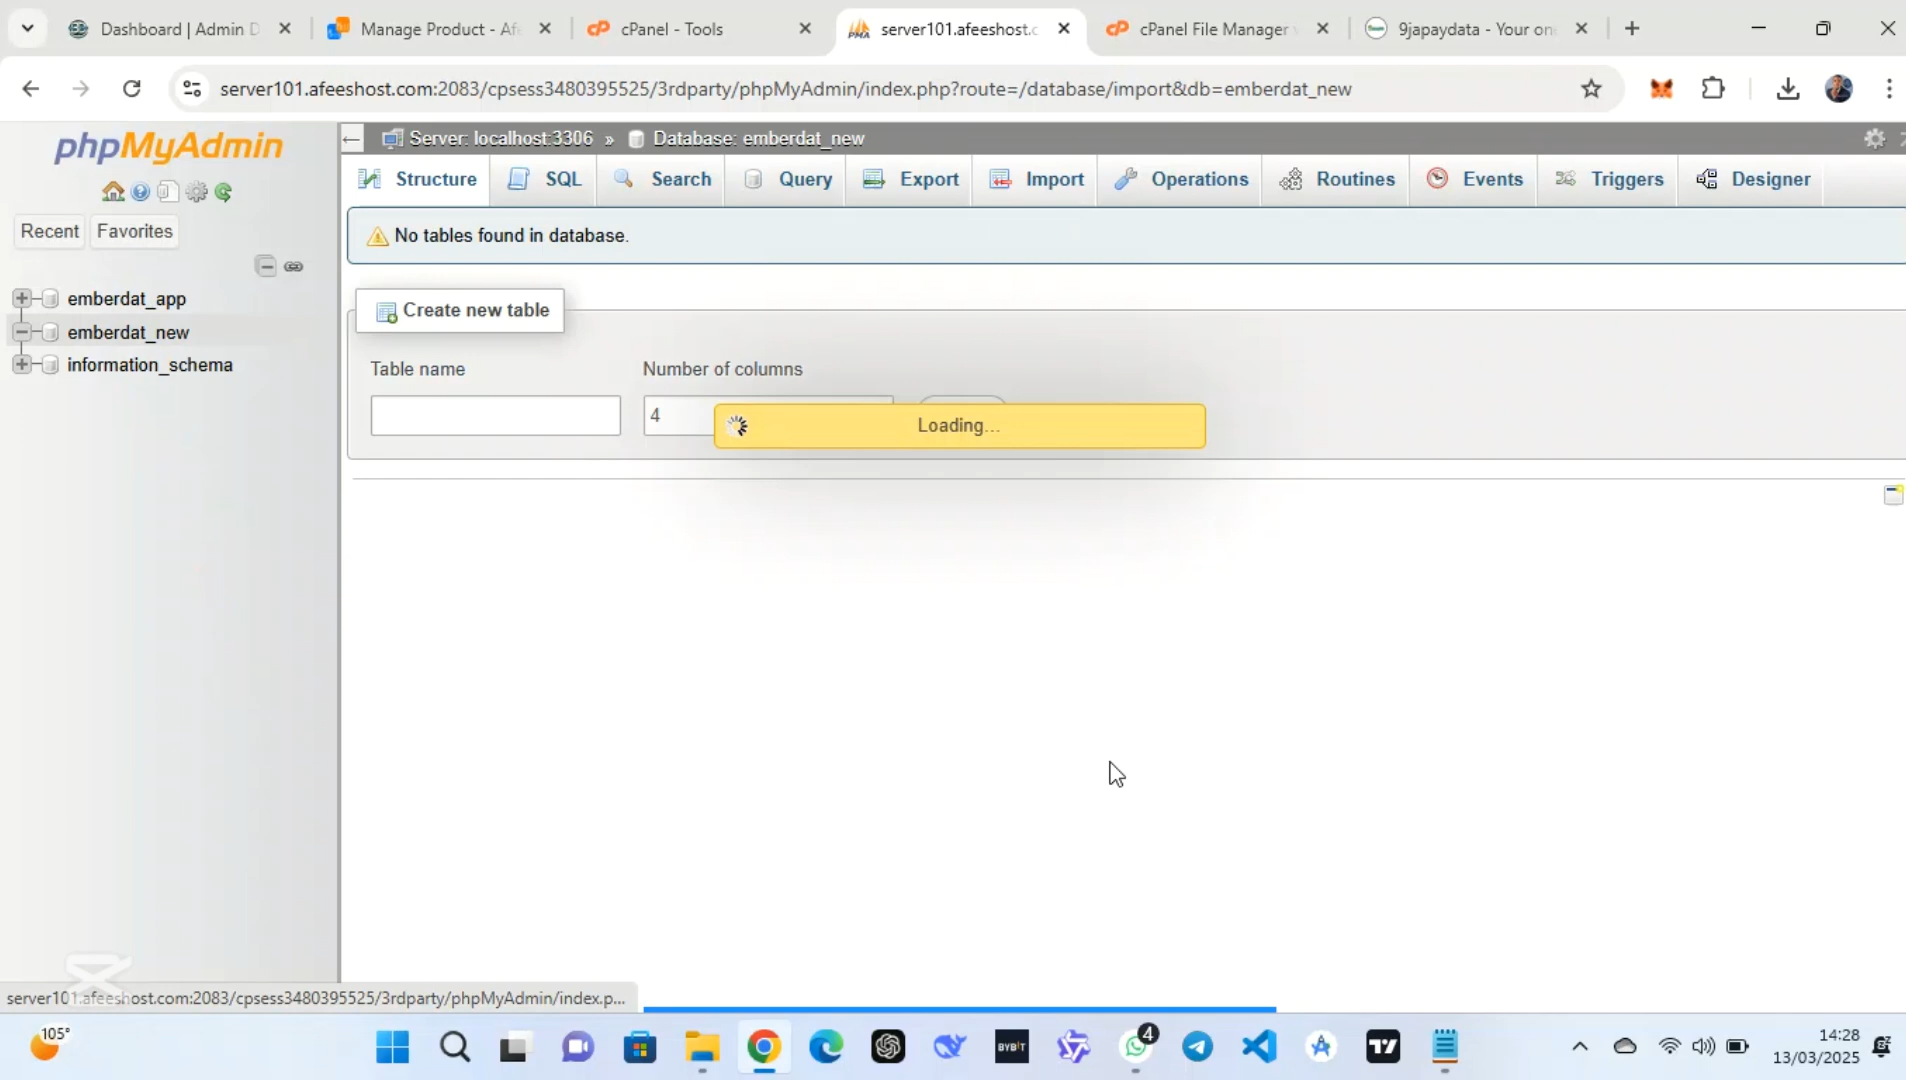 Dashboard | Admin D
Manage Product - Afe
cPanel - Tools
server101.afeeshost.c
cPanel File Manager v
9japaydata - Your one
server101.afeeshost.com:2083/cpsess3480395525/3rdparty/phpMyAdmin/index.php?route=/database/import&db=emberdat_new
phpMyAdmin
Server: localhost:3306 » Database: emberdat_new
Structure
SQL
Search
Query
Export
Import
Operations
Routines
Events
Triggers
Designer
Recent
Favorites
No tables found in database.
emberdat_app
emberdat_new
information_schema
Create new table
Table name
Number of columns
4
Loading...
server101.afeeshost.com:2083/cpsess3480395525/3rdparty/phpMyAdmin/index.p...
105°
BYBIT
4
14:28
13/03/2025